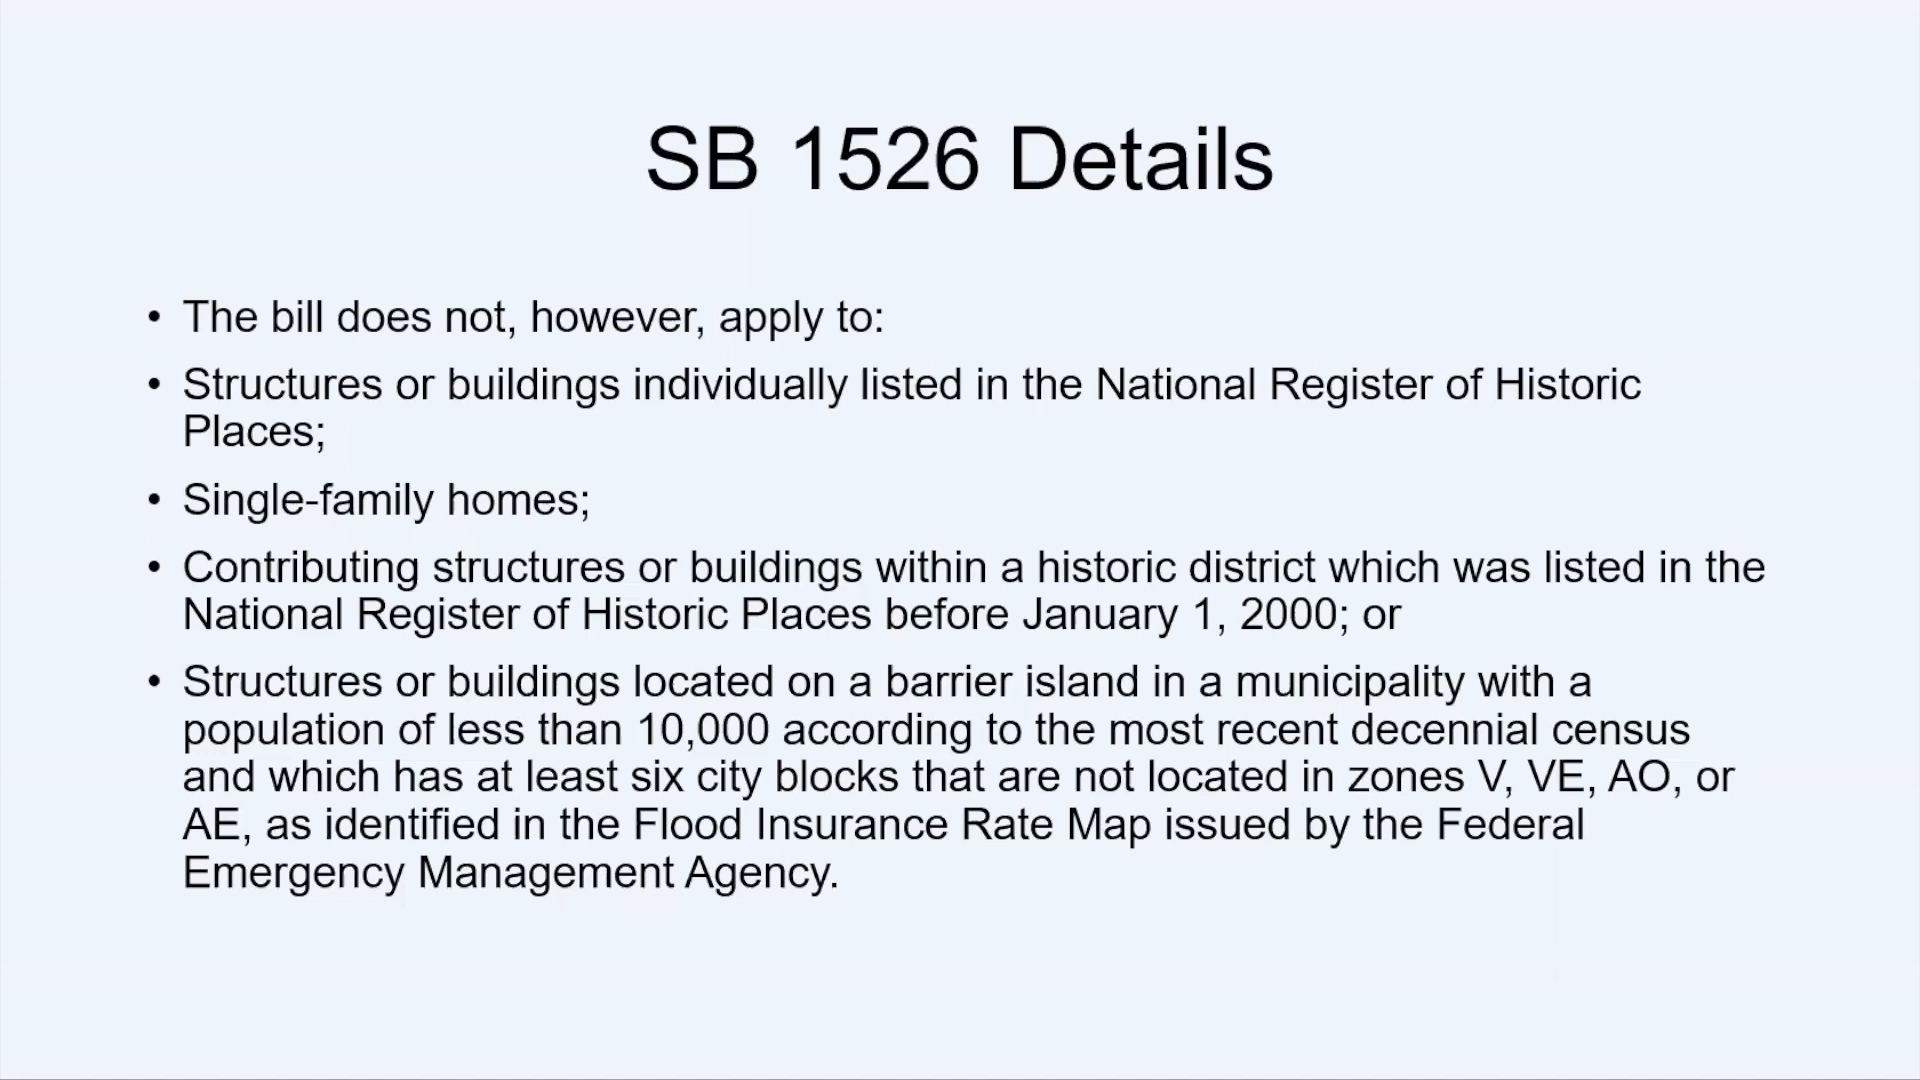 SB 1526 Details
• The bill does not, however, apply to:
• Structures or buildings individually listed in the National Register of Historic
Places;
• Single-family homes;
• Contributing structures or buildings within a historic district which was listed in the
National Register of Historic Places before January 1, 2000; or
• Structures or buildings located on a barrier island in a municipality with a
population of less than 10,000 according to the most recent decennial census
and which has at least six city blocks that are not located in zones V, VE, AO, or
AE, as identified in the Flood Insurance Rate Map issued by the Federal
Emergency Management Agency.